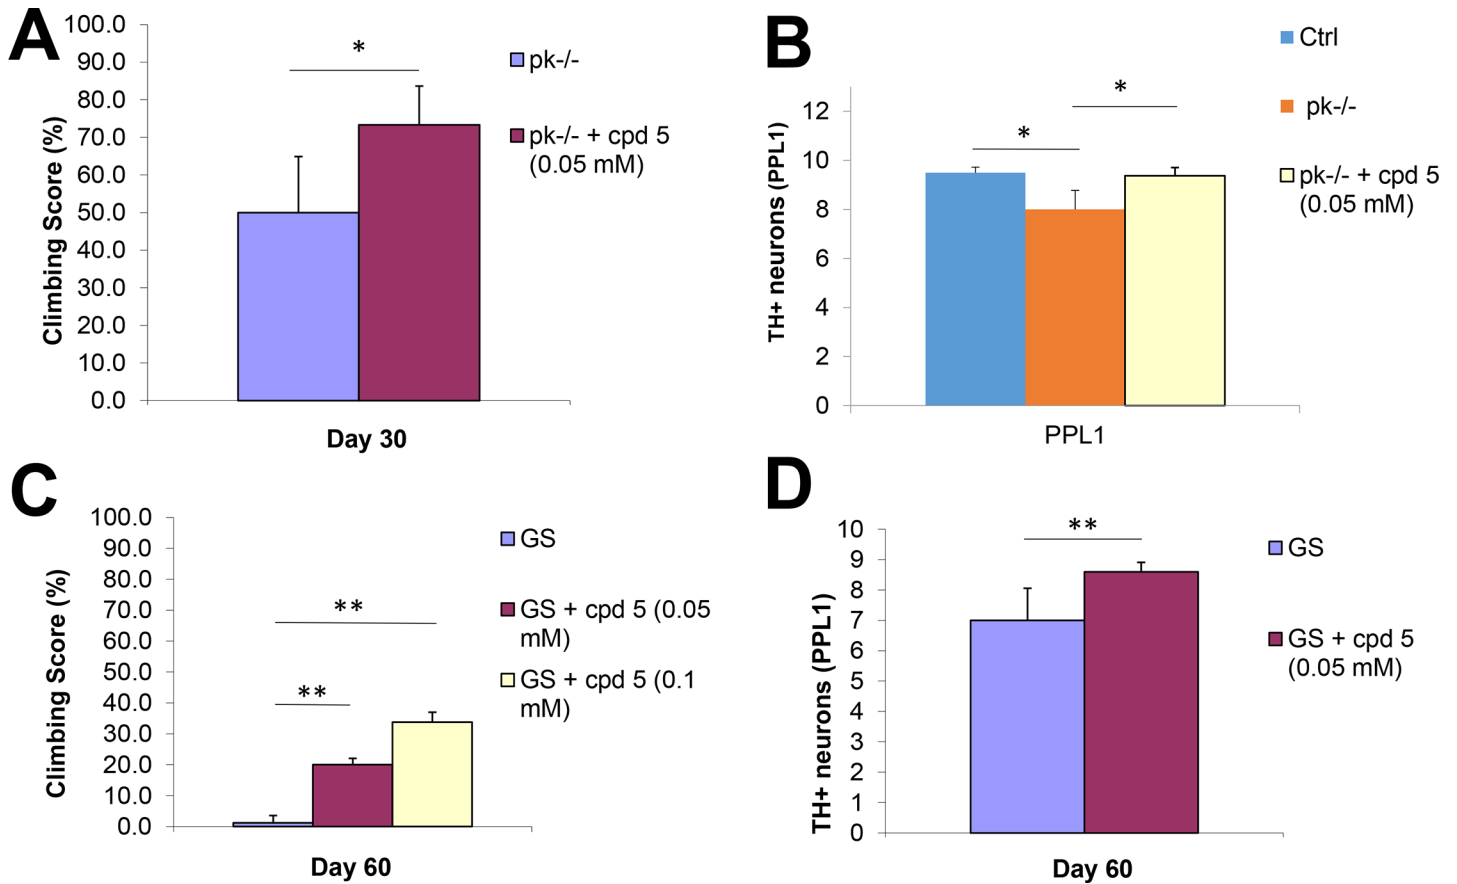 A
100.0
90.0
80.0
70.0
60.0
50.0
40.0
30.0
20.0
10.0
0.0
Climbing Score (%)
*
Day 30
pk-/-
pk-/- + cpd 5
(0.05 mM)
B
12
10
8
6
4
2
0
TH+ neurons (PPL1)
*
*
PPL1
Ctrl
pk-/-
pk-/- + cpd 5
(0.05 mM)
C
100.0
90.0
80.0
70.0
60.0
50.0
40.0
30.0
20.0
10.0
0.0
Climbing Score (%)
**
**
Day 60
GS
GS + cpd 5 (0.05
mM)
GS + cpd 5 (0.1
mM)
D
10
9
8
7
6
5
4
3
2
1
0
TH+ neurons (PPL1)
**
Day 60
GS
GS + cpd 5
(0.05 mM)